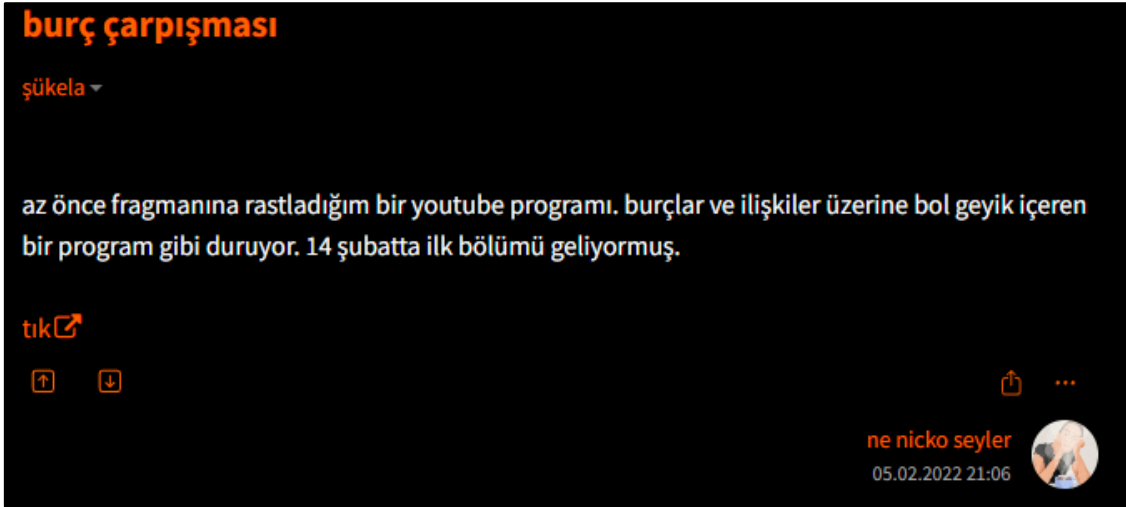 burç çarpışması
şükela
az önce fragmanına rastladığım bir youtube programı. burçlar ve ilişkiler üzerine bol geyik içeren
bir program gibi duruyor. 14 şubatta ilk bölümü geliyormuş.
tık
ne nicko seyler
05.02.2022 21:06